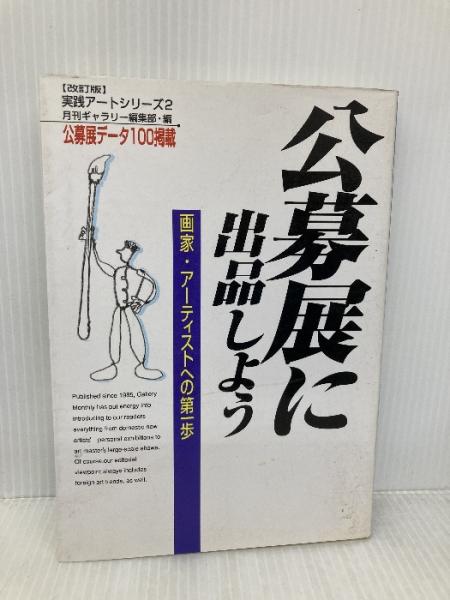 【改訂版】
実践アートシリーズ2
月刊ギャラリー編集部・編
公募展データ100掲載
公募展に
出品しよう
画家・アーティストへの第一歩
Published since 1985, Gallery
Monthly has put energy into
introducing to our readers
everything from domestic new
artists' personal exhibitions to
art master's large-scale shows.
Of course our editorial
viewpoint always includes
foreign art trends, as well.